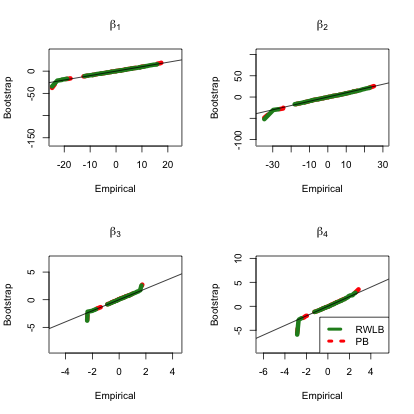 β1
Bootstrap
0
-50
-150
-20 -10 0 10 20
Empirical
β2
Bootstrap
50
0
-100
-30 -10 10 30
Empirical
β3
Bootstrap
5
0
-5
-4 -2 0 2 4
Empirical
β4
Bootstrap
10
5
0
-5
-6 -4 -2 0 2 4 6
Empirical
RWLB
PB